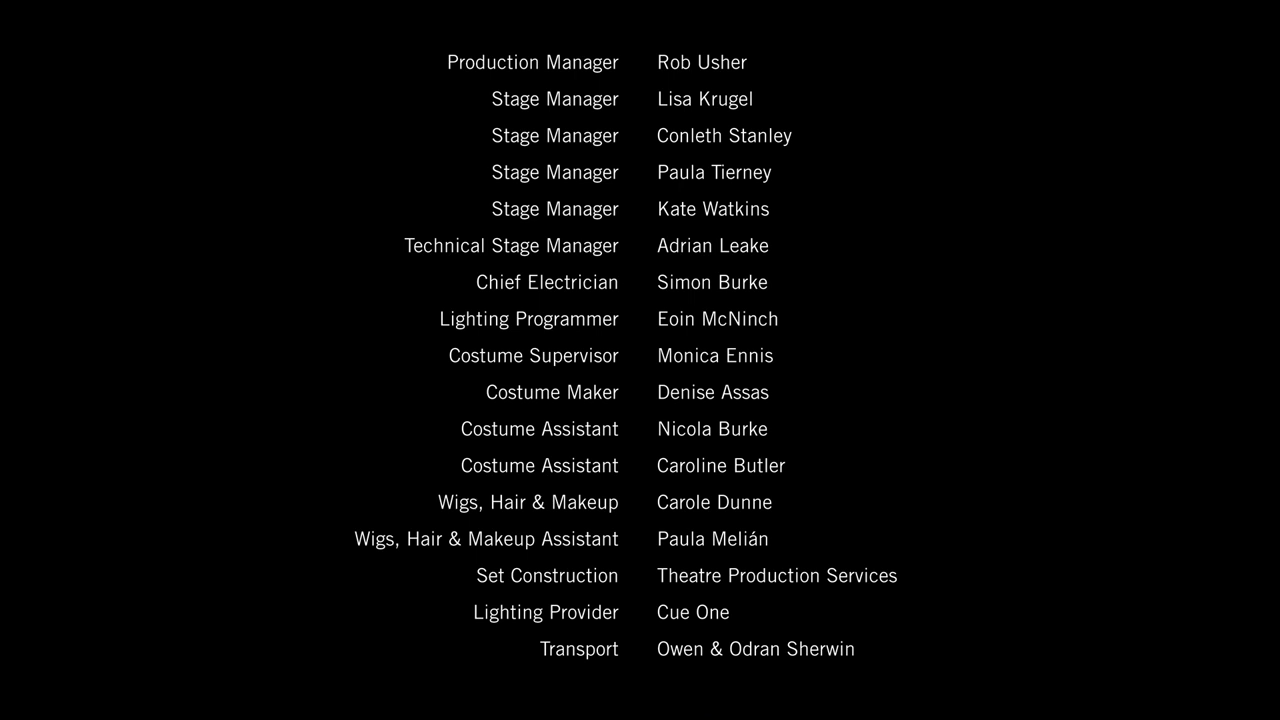 Production Manager Rob Usher
Stage Manager Lisa Krugel
Stage Manager Conleth Stanley
Stage Manager Paula Tierney
Stage Manager Kate Watkins
Technical Stage Manager Adrian Leake
Chief Electrician Simon Burke
Lighting Programmer Eoin McNinch
Costume Supervisor Monica Ennis
Costume Maker Denise Assas
Costume Assistant Nicola Burke
Costume Assistant Caroline Butler
Wigs, Hair & Makeup Carole Dunne
Wigs, Hair & Makeup Assistant Paula Melián
Set Construction Theatre Production Services
Lighting Provider Cue One
Transport Owen & Odran Sherwin